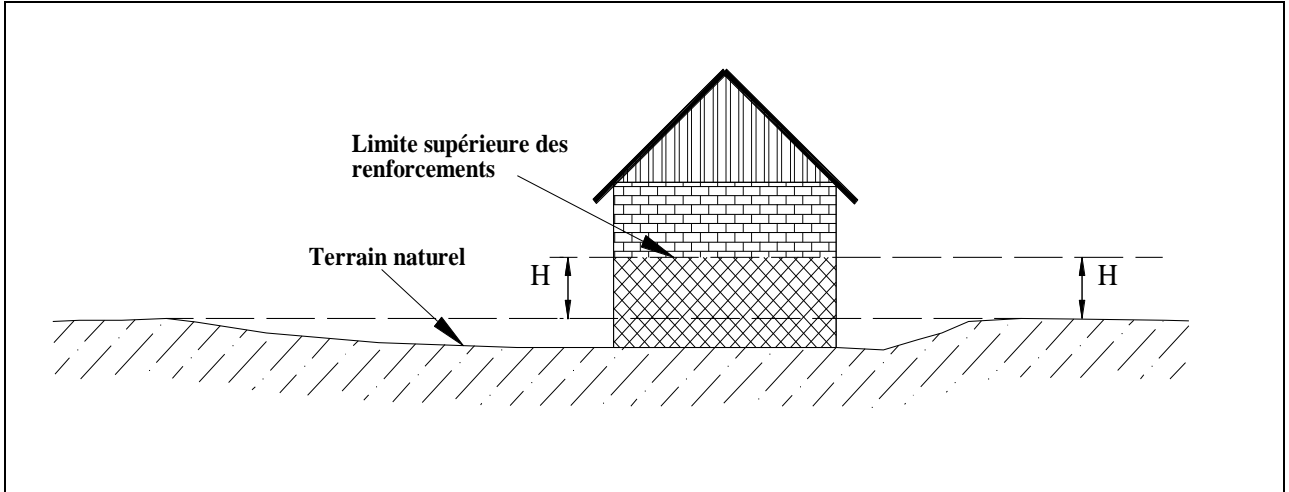 Limite supérieure des
renforcements
Terrain naturel
H
H